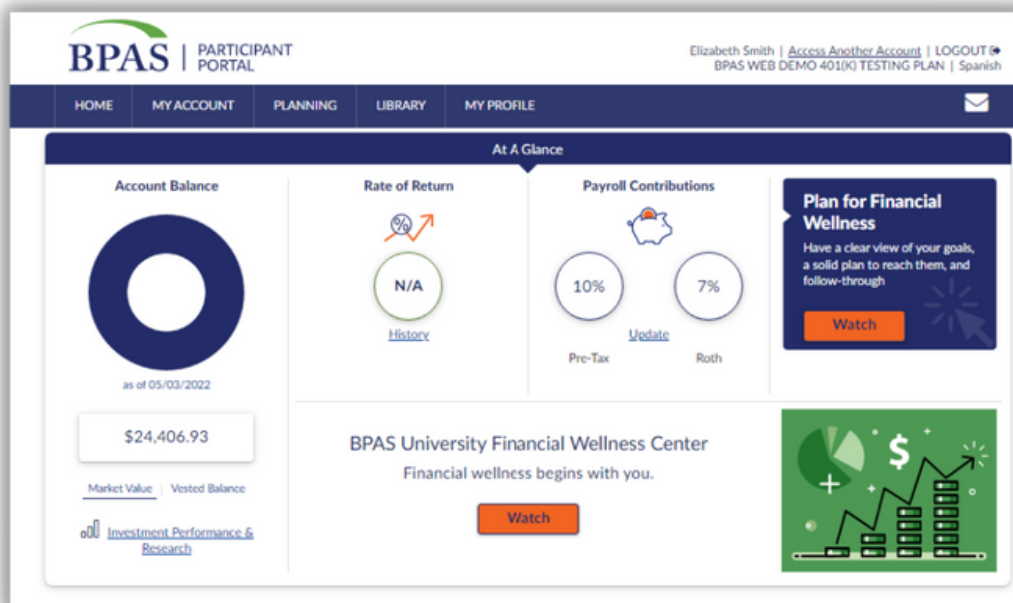 BPAS | PARTICIPANT
PORTAL
Elizabeth Smith | Access Another Account | LOGOUT
BPAS WEB DEMO 401(K) TESTING PLAN | Spanish
HOME MY ACCOUNT PLANNING LIBRARY MY PROFILE
At A Glance
Account Balance
as of 05/03/2022
$24,406.93
Market Value | Vested Balance
Investment Performance &
Research
Rate of Return
%
N/A
History
Payroll Contributions
10% 7%
Update
Pre-Tax Roth
Plan for Financial
Wellness
Have a clear view of your goals,
a solid plan to reach them, and
follow-through
Watch
BPAS University Financial Wellness Center
Financial wellness begins with you.
Watch
$